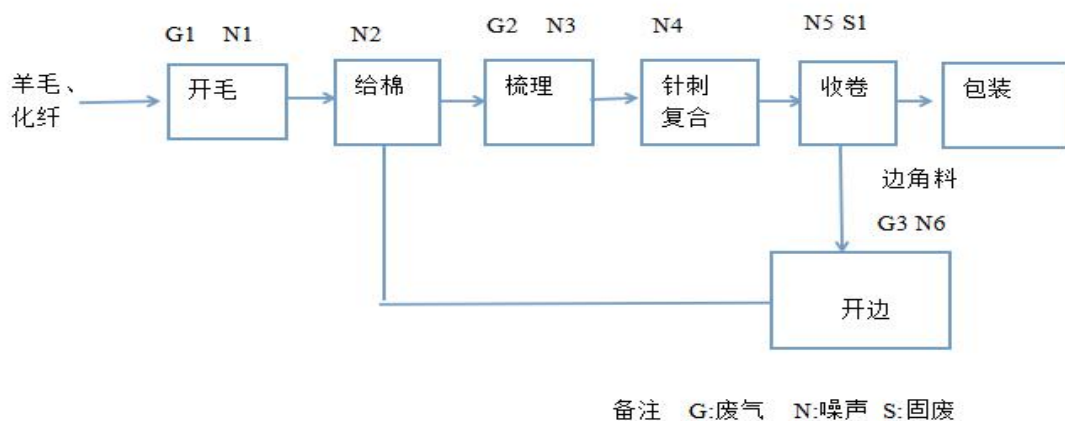 G1 N1
N2
G2 N3
N4
N5 S1
羊毛、
化纤
开毛
给棉
梳理
针刺
复合
收卷
包装
边角料
G3 N6
开边
备注 G:废气 N:噪声 S:固废